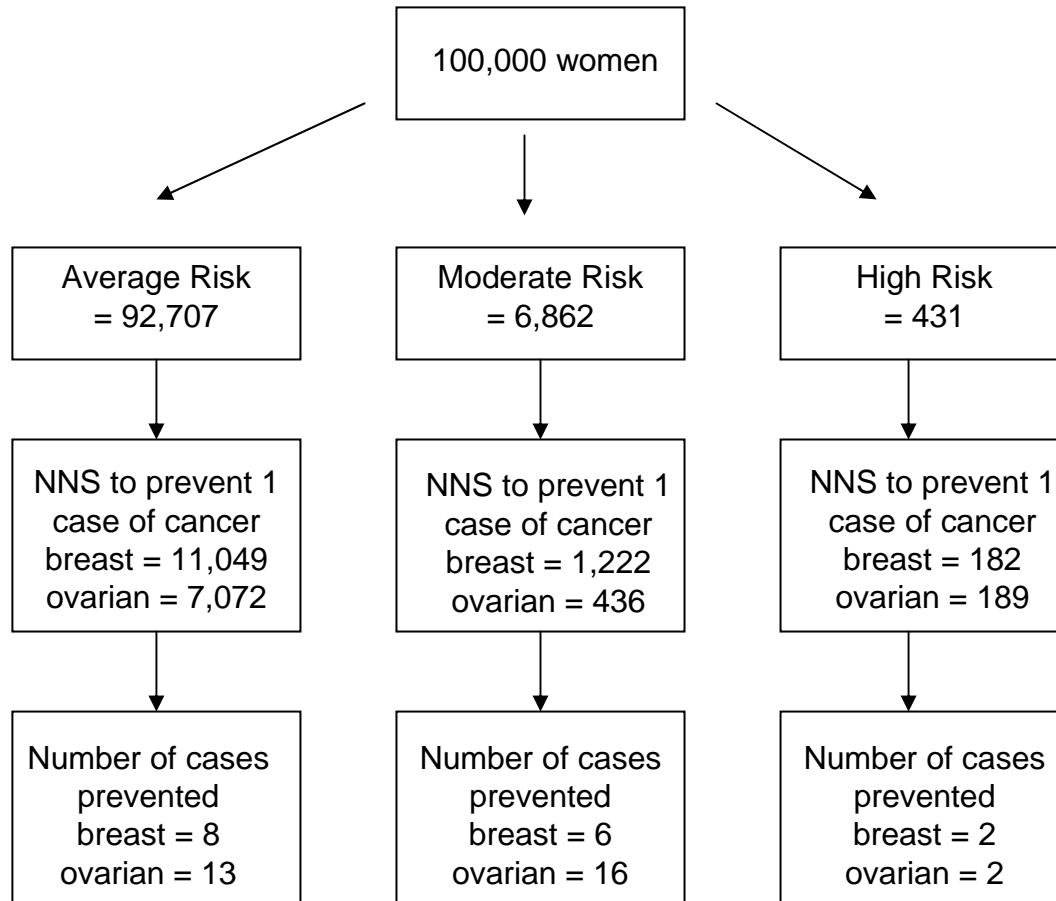 100,000 women
Average Risk
= 92,707
Moderate Risk
= 6,862
High Risk
= 431
NNS to prevent 1
case of cancer
breast = 11,049
ovarian = 7,072
NNS to prevent 1
case of cancer
breast = 1,222
ovarian = 436
NNS to prevent 1
case of cancer
breast = 182
ovarian = 189
Number of cases
prevented
breast = 8
ovarian = 13
Number of cases
prevented
breast = 6
ovarian = 16
Number of cases
prevented
breast = 2
ovarian = 2